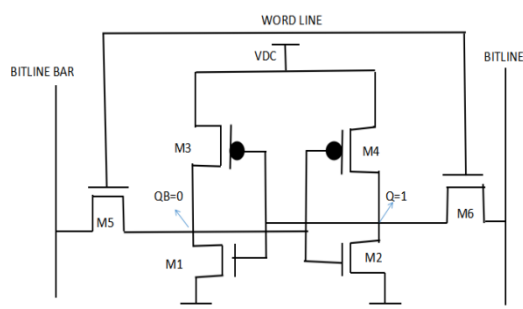 WORD LINE
VDC
BITLINE BAR
BITLINE
M3
M4
QB=0
Q=1
M5
M6
M1
M2